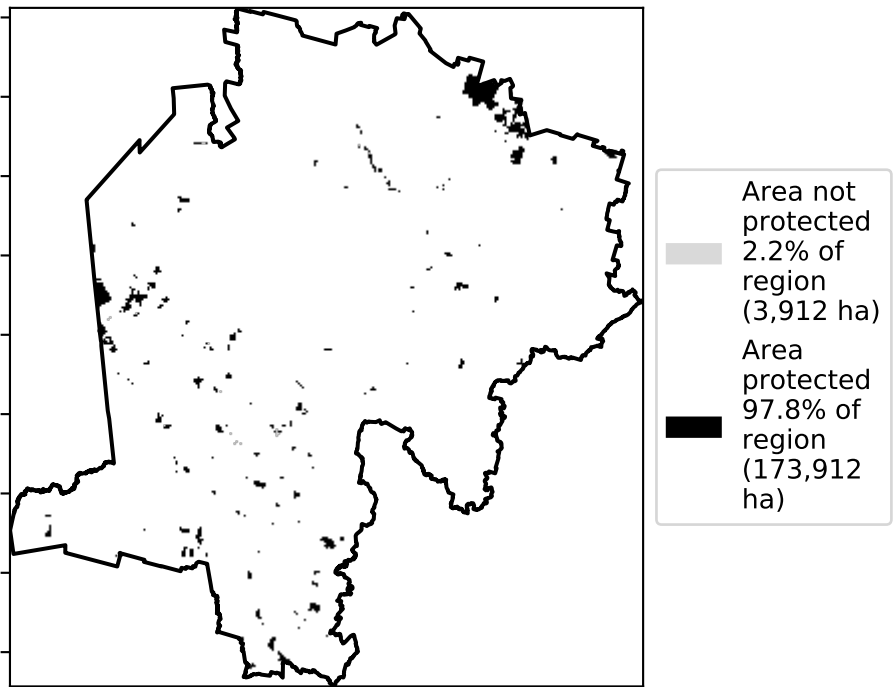 Area not
protected
2.2% of
region
(3,912 ha)
Area
protected
97.8% of
region
(173,912
ha)